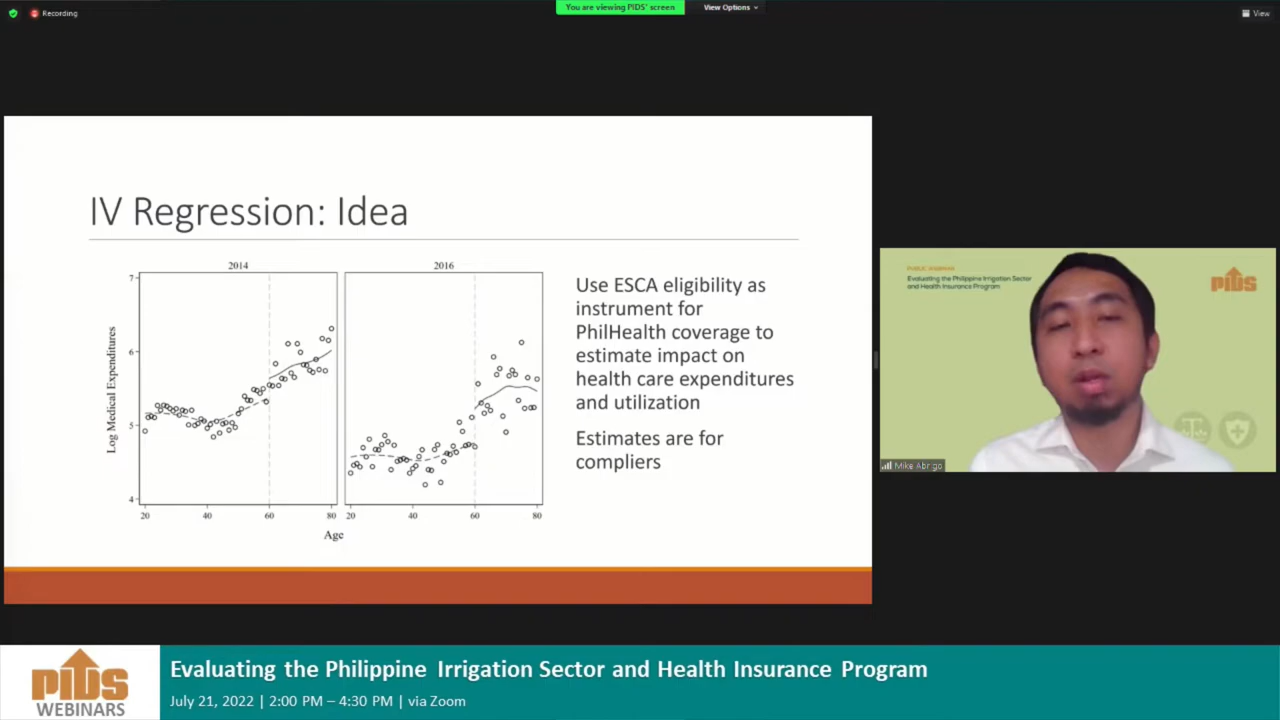 Recording
You are viewing PIDS' screen
View Options
View
IV Regression: Idea
2014
2016
7
6
5
4
Log Medical Expenditures
20
40
60
80
20
40
60
80
Age
Use ESCA eligibility as
instrument for
PhilHealth coverage to
estimate impact on
health care expenditures
and utilization
Estimates are for
compliers
PUBLIC WEBINAR
Evaluating the Philippine Irrigation Sector
and Health Insurance Program
PIDS
Mike Abrigo
PIDS
WEBINARS
Evaluating the Philippine Irrigation Sector and Health Insurance Program
July 21, 2022 | 2:00 PM – 4:30 PM | via Zoom